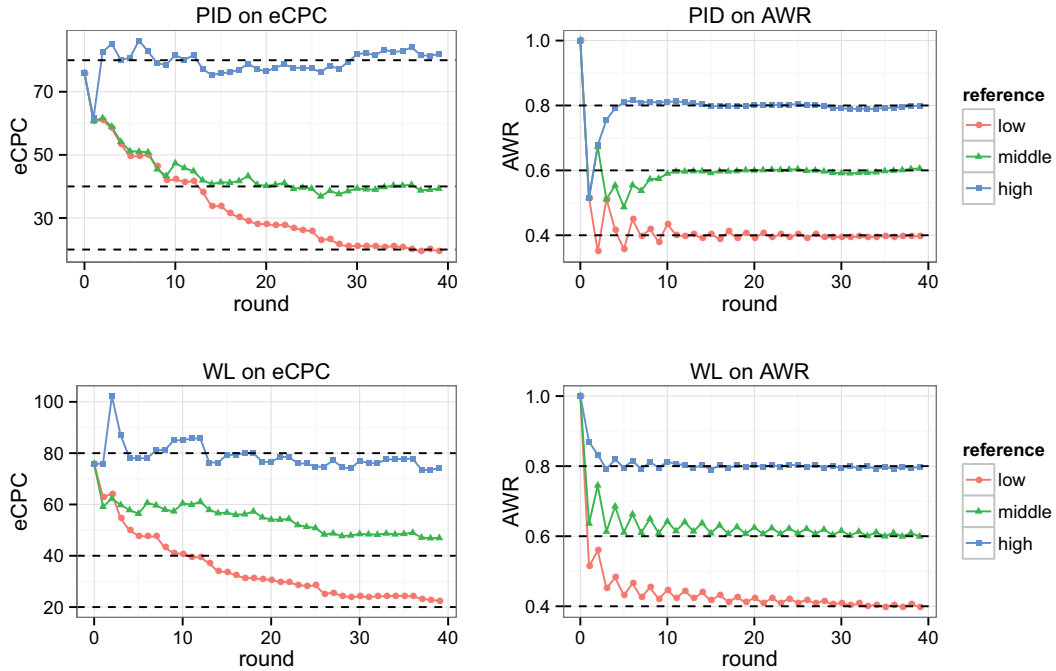 PID on eCPC
eCPC
70
50
30
0 10 20 30 40
round
PID on AWR
AWR
1.0
0.8
0.6
0.4
0 10 20 30 40
round
reference
low
middle
high
WL on eCPC
eCPC
100
80
60
40
20
0 10 20 30 40
round
WL on AWR
AWR
1.0
0.8
0.6
0.4
0 10 20 30 40
round
reference
low
middle
high